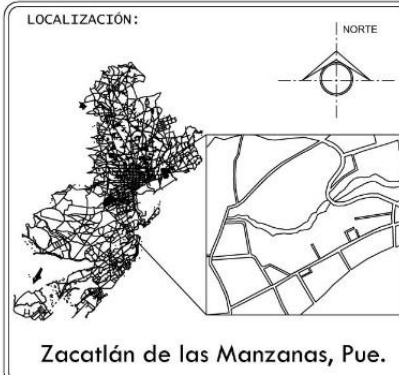 LOCALIZACIÓN:
NORTE
Zacatlán de las Manzanas, Pue.